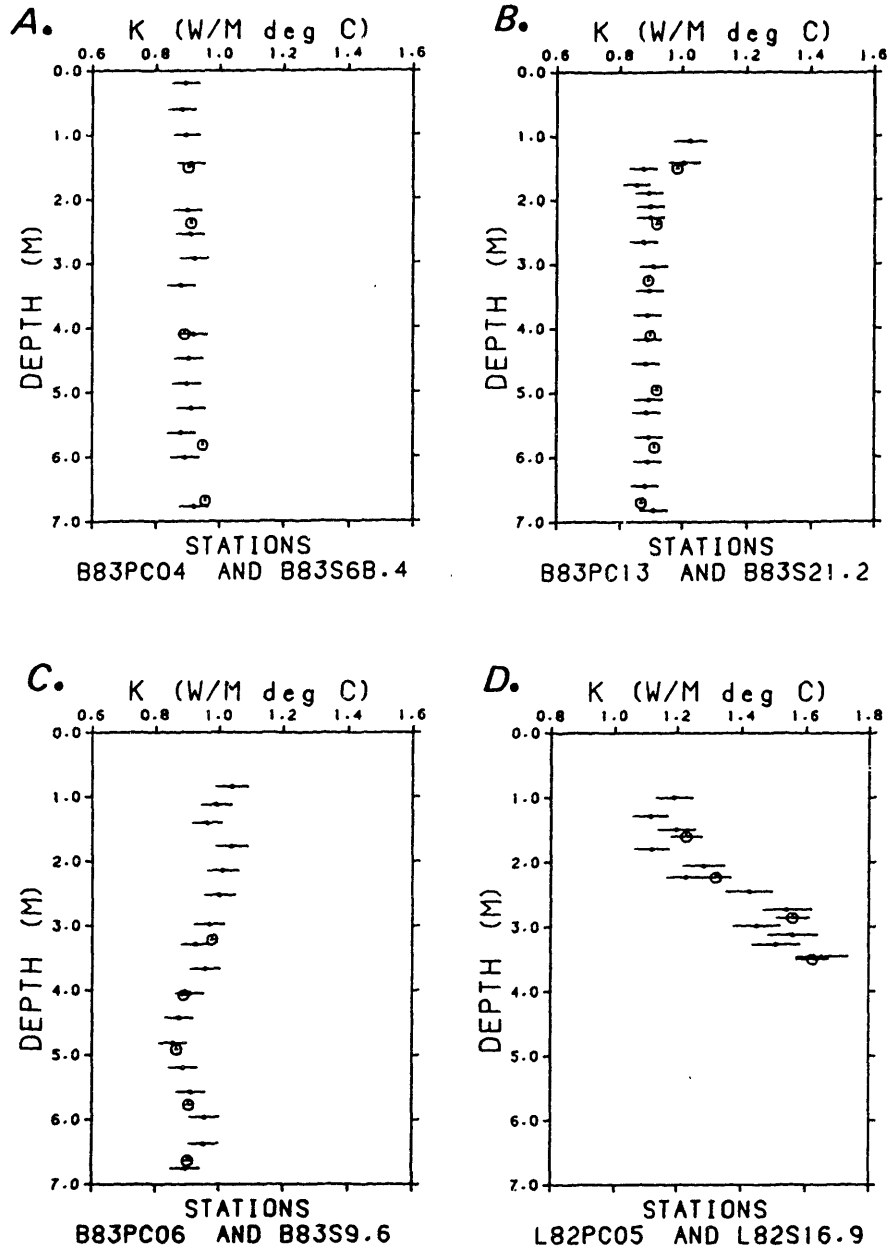 A.
K (W/M deg C)
0.6 0.8 1.0 1.2 1.4 1.6
0.0
1.0
2.0
3.0
4.0
5.0
6.0
7.0
DEPTH (M)
STATIONS
B83PC04 AND B83S6B.4
B.
K (W/M deg C)
0.6 0.8 1.0 1.2 1.4 1.6
0.0
1.0
2.0
3.0
4.0
5.0
6.0
7.0
DEPTH (M)
STATIONS
B83PC13 AND B83S21.2
C.
K (W/M deg C)
0.6 0.8 1.0 1.2 1.4 1.6
0.0
1.0
2.0
3.0
4.0
5.0
6.0
7.0
DEPTH (M)
STATIONS
B83PC06 AND B83S9.6
D.
K (W/M deg C)
0.8 1.0 1.2 1.4 1.6 1.8
0.0
1.0
2.0
3.0
4.0
5.0
6.0
7.0
DEPTH (M)
STATIONS
L82PC05 AND L82S16.9